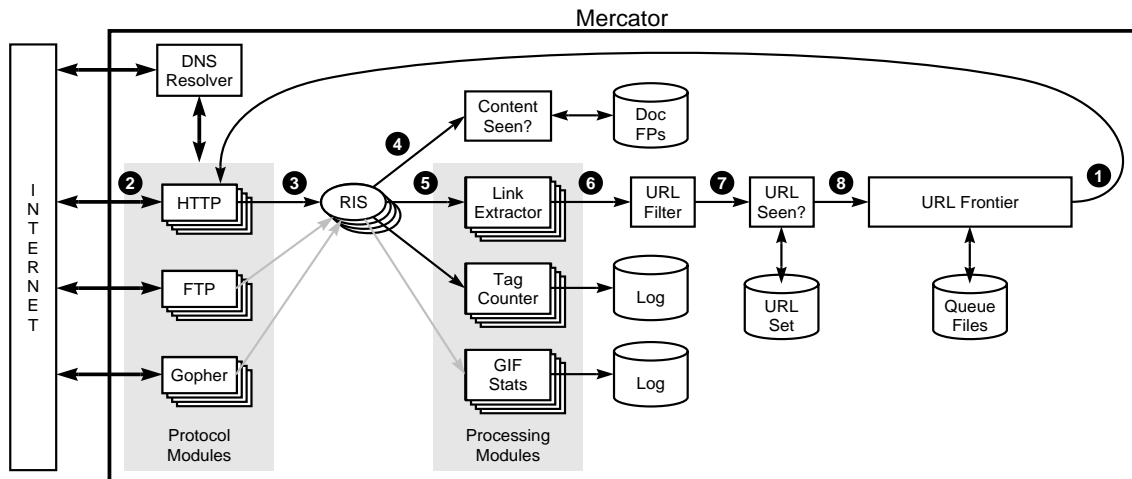 Mercator
DNS
Resolver
Content
Seen?
Doc
FPs
4
I
N
T
E
R
N
E
T
2
HTTP
3
RIS
5
Link
Extractor
6
URL
Filter
7
URL
Seen?
8
URL Frontier
1
FTP
Tag
Counter
Log
URL
Set
Queue
Files
Gopher
GIF
Stats
Log
Protocol
Modules
Processing
Modules